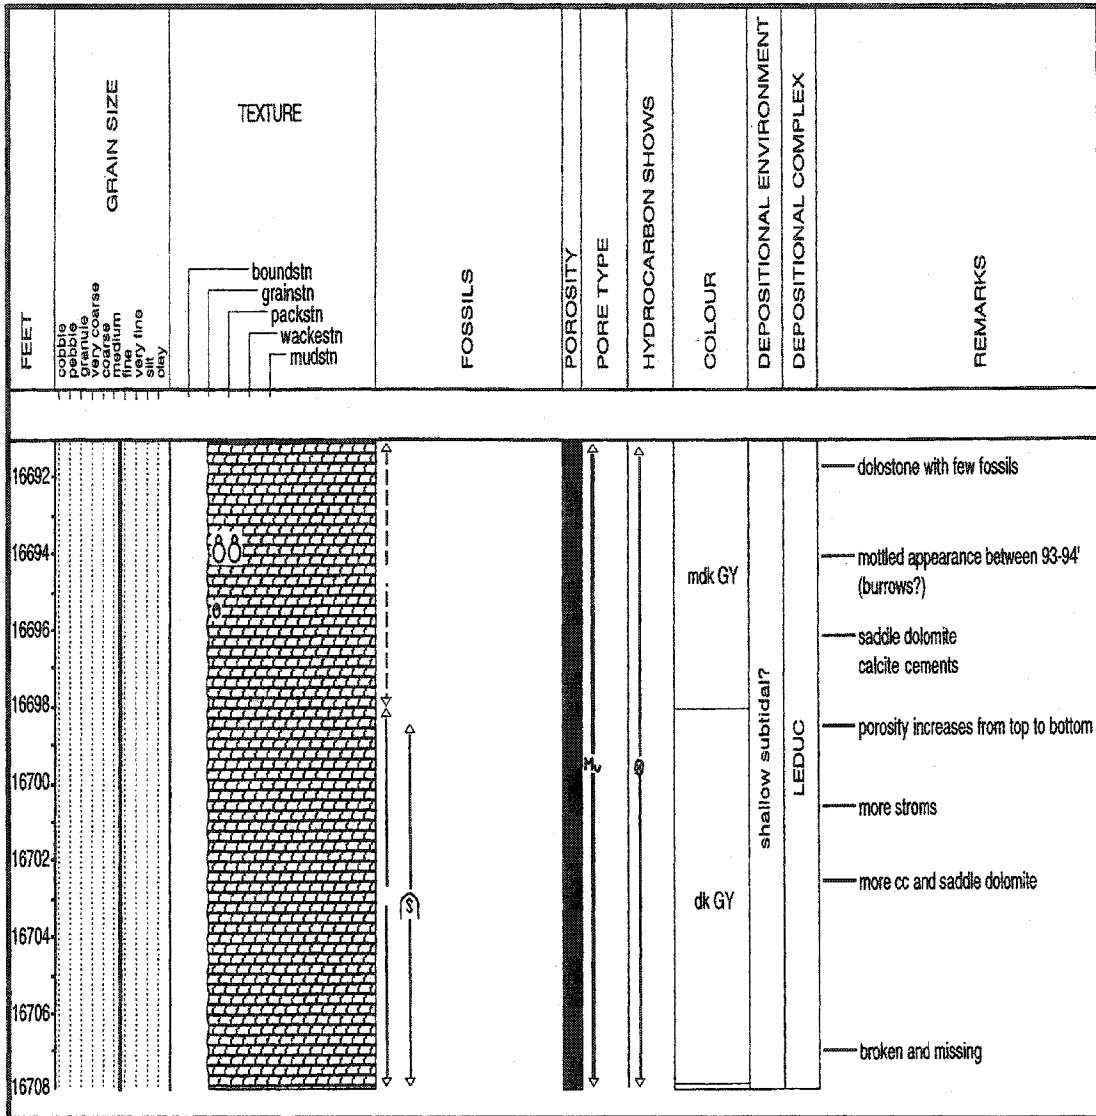 FEET
GRAIN SIZE
cobble
pebble
granule
very coarse
coarse
medium
fine
very fine
silt
clay
TEXTURE
boundstn
grainstn
packstn
wackestn
mudstn
FOSSILS
POROSITY
PORE TYPE
HYDROCARBON SHOWS
COLOUR
DEPOSITIONAL ENVIRONMENT
DEPOSITIONAL COMPLEX
REMARKS
16692
16694
16696
16698
16700
16702
16704
16706
16708
S
Mv
mdk GY
dk GY
shallow subtidal?
LEDUC
dolostone with few fossils
mottled appearance between 93-94'
(burrows?)
saddle dolomite
calcite cements
porosity increases from top to bottom
more stroms
more cc and saddle dolomite
broken and missing